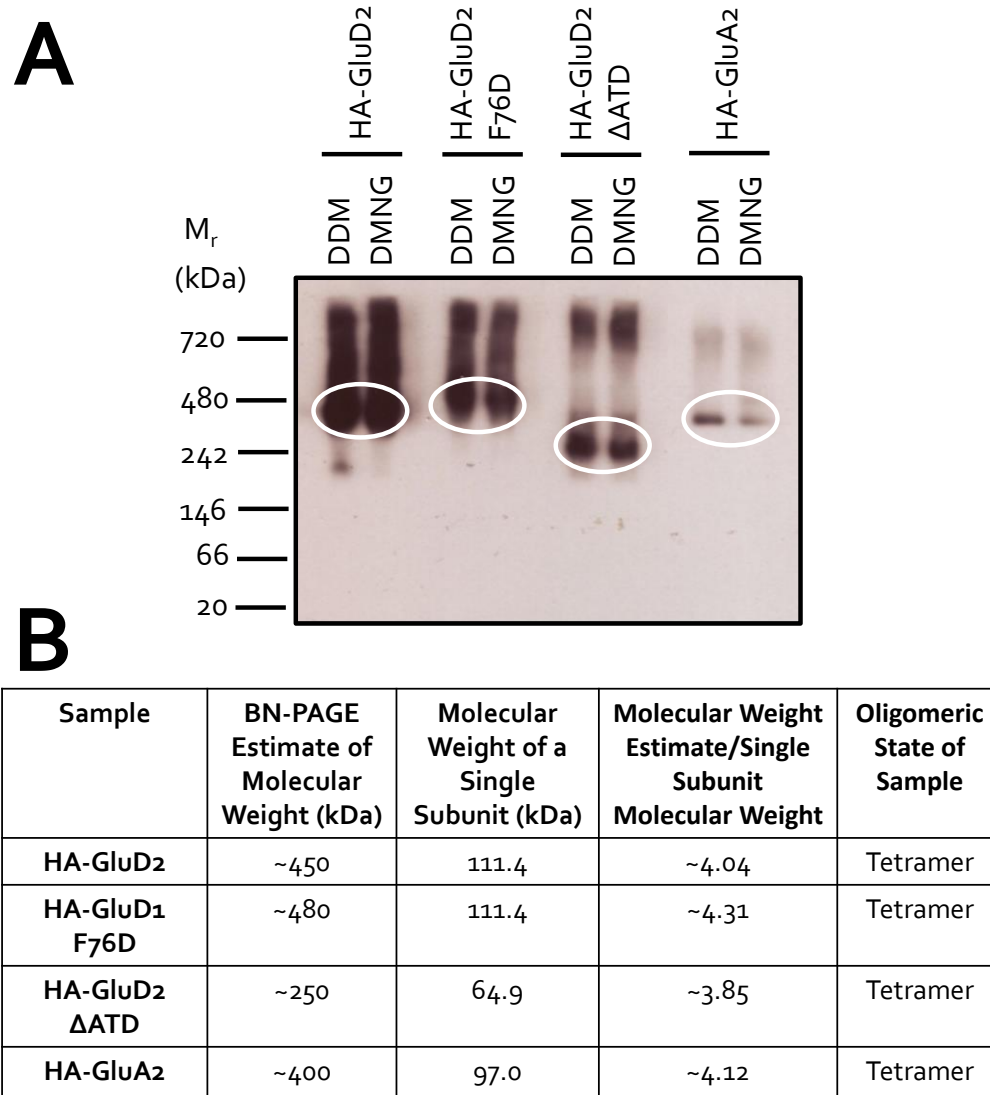 A
HA-GluD2
HA-GluD2
F76D
HA-GluD2
ΔATD
HA-GluA2
DDM
DMNG
DDM
DMNG
DDM
DMNG
DDM
DMNG
Mr
(kDa)
720
480
242
146
66
20
B
Sample
BN-PAGE
Estimate of
Molecular
Weight (kDa)
Molecular
Weight of a
Single
Subunit (kDa)
Molecular Weight
Estimate/Single
Subunit
Molecular Weight
Oligomeric
State of
Sample
HA-GluD2
~450
111.4
~4.04
Tetramer
HA-GluD1
F76D
~480
111.4
~4.31
Tetramer
HA-GluD2
ΔATD
~250
64.9
~3.85
Tetramer
HA-GluA2
~400
97.0
~4.12
Tetramer